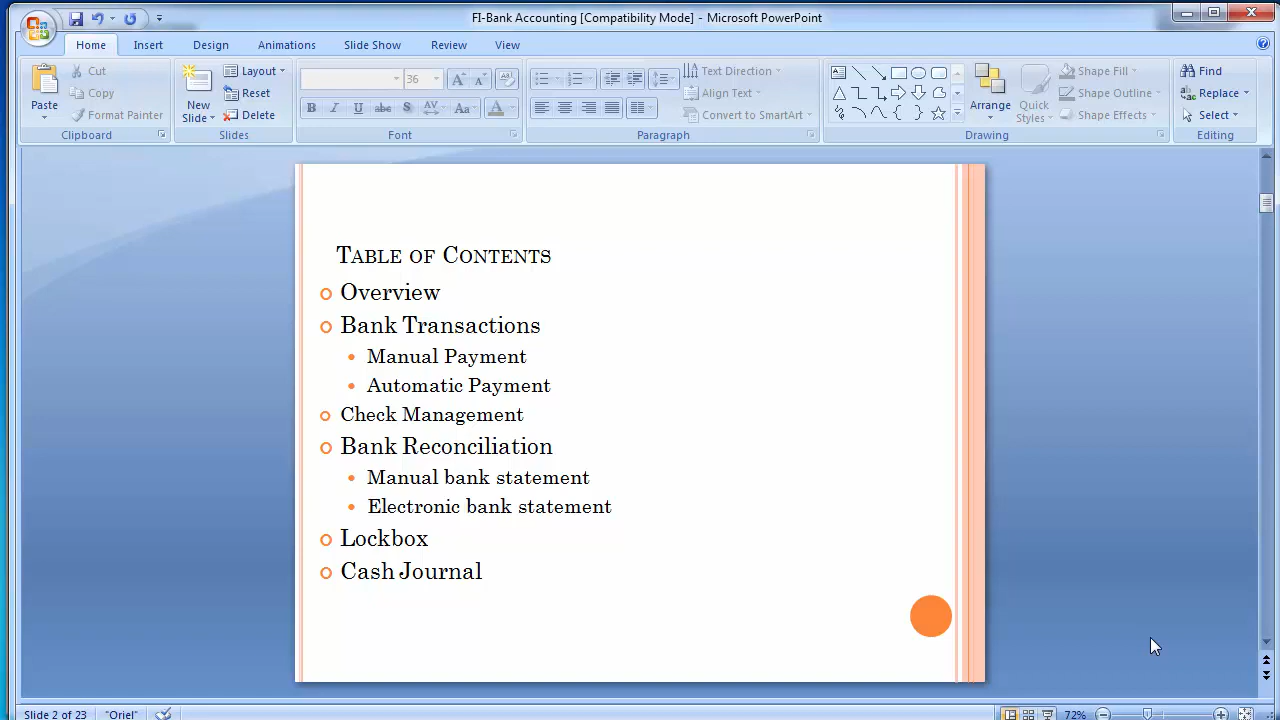 FI-Bank Accounting [Compatibility Mode] - Microsoft PowerPoint
Home Insert Design Animations Slide Show Review View
Paste Cut Copy Format Painter
New Slide Layout Reset Delete
36
B I U abc S AV Aa A
Text Direction Align Text Convert to SmartArt
Arrange Quick Styles Shape Fill Shape Outline Shape Effects
Find Replace Select
Clipboard Slides Font Paragraph Drawing Editing
TABLE OF CONTENTS
Overview
Bank Transactions
Manual Payment
Automatic Payment
Check Management
Bank Reconciliation
Manual bank statement
Electronic bank statement
Lockbox
Cash Journal
Slide 2 of 23 "Oriel" 72%